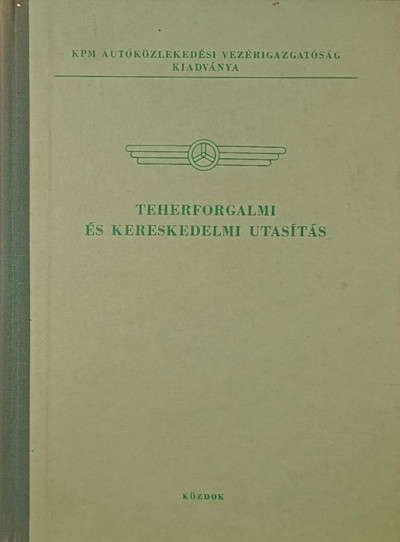 KPM AUTÓKÖZLEKEDÉSI VEZÉRIGAZGATÓSÁG
KIADVÁNYA
TEHERFORGALMI
ÉS KERESKEDELMI UTASÍTÁS
KÖZDOK